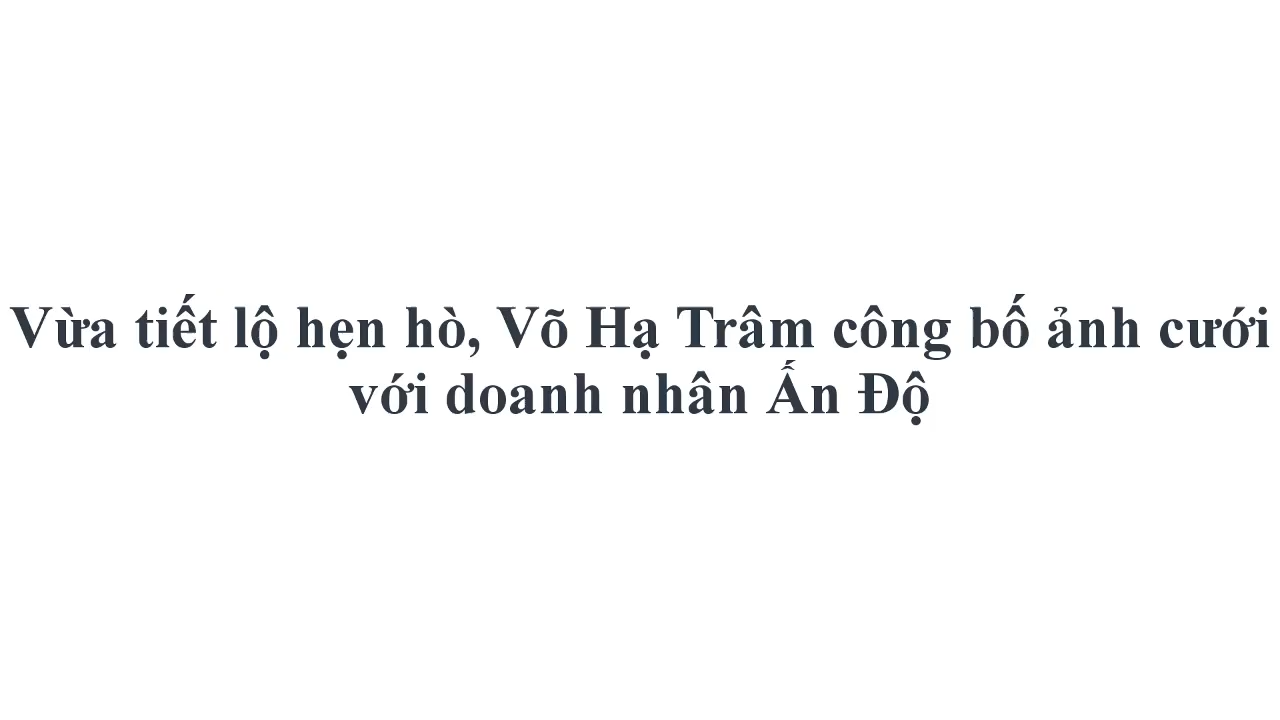 Vừa tiết lộ hẹn hò, Võ Hạ Trâm công bố ảnh cưới
với doanh nhân Ấn Độ